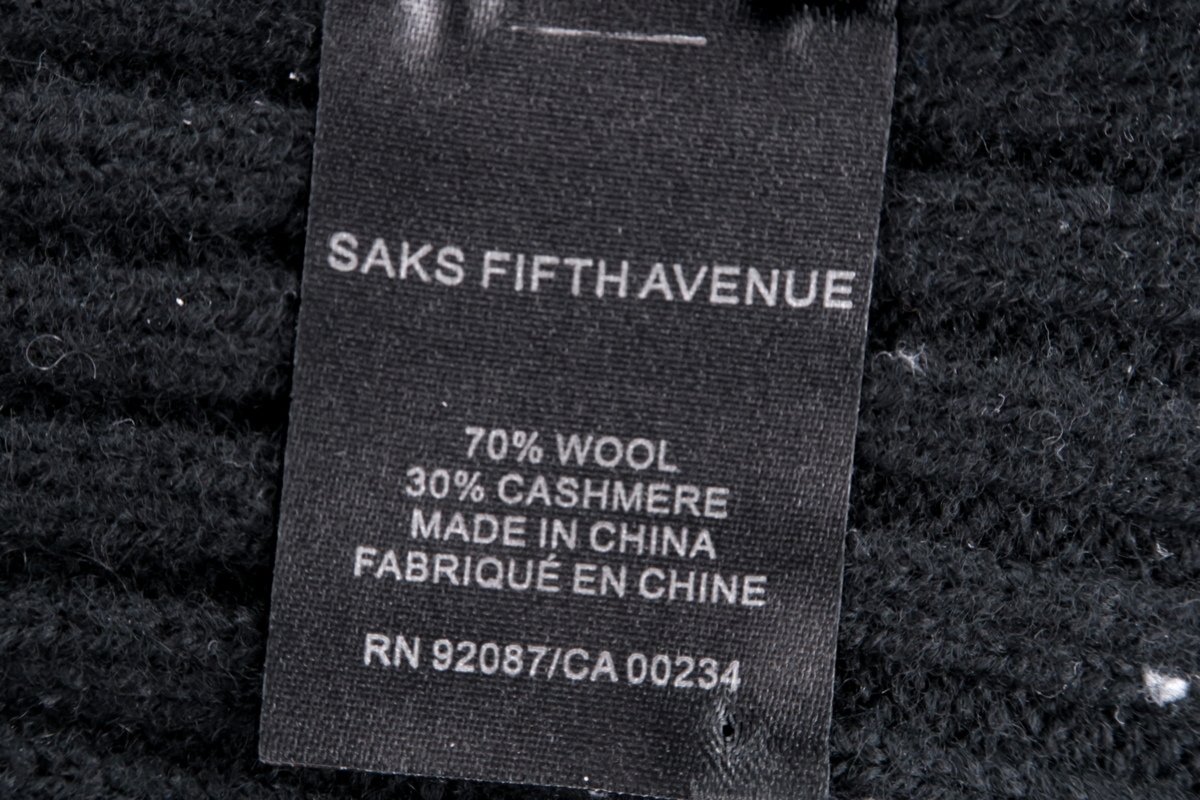 SAKS FIFTH AVENUE
70% WOOL
30% CASHMERE
MADE IN CHINA
FABRIQUÉ EN CHINE
RN 92087/CA 00234